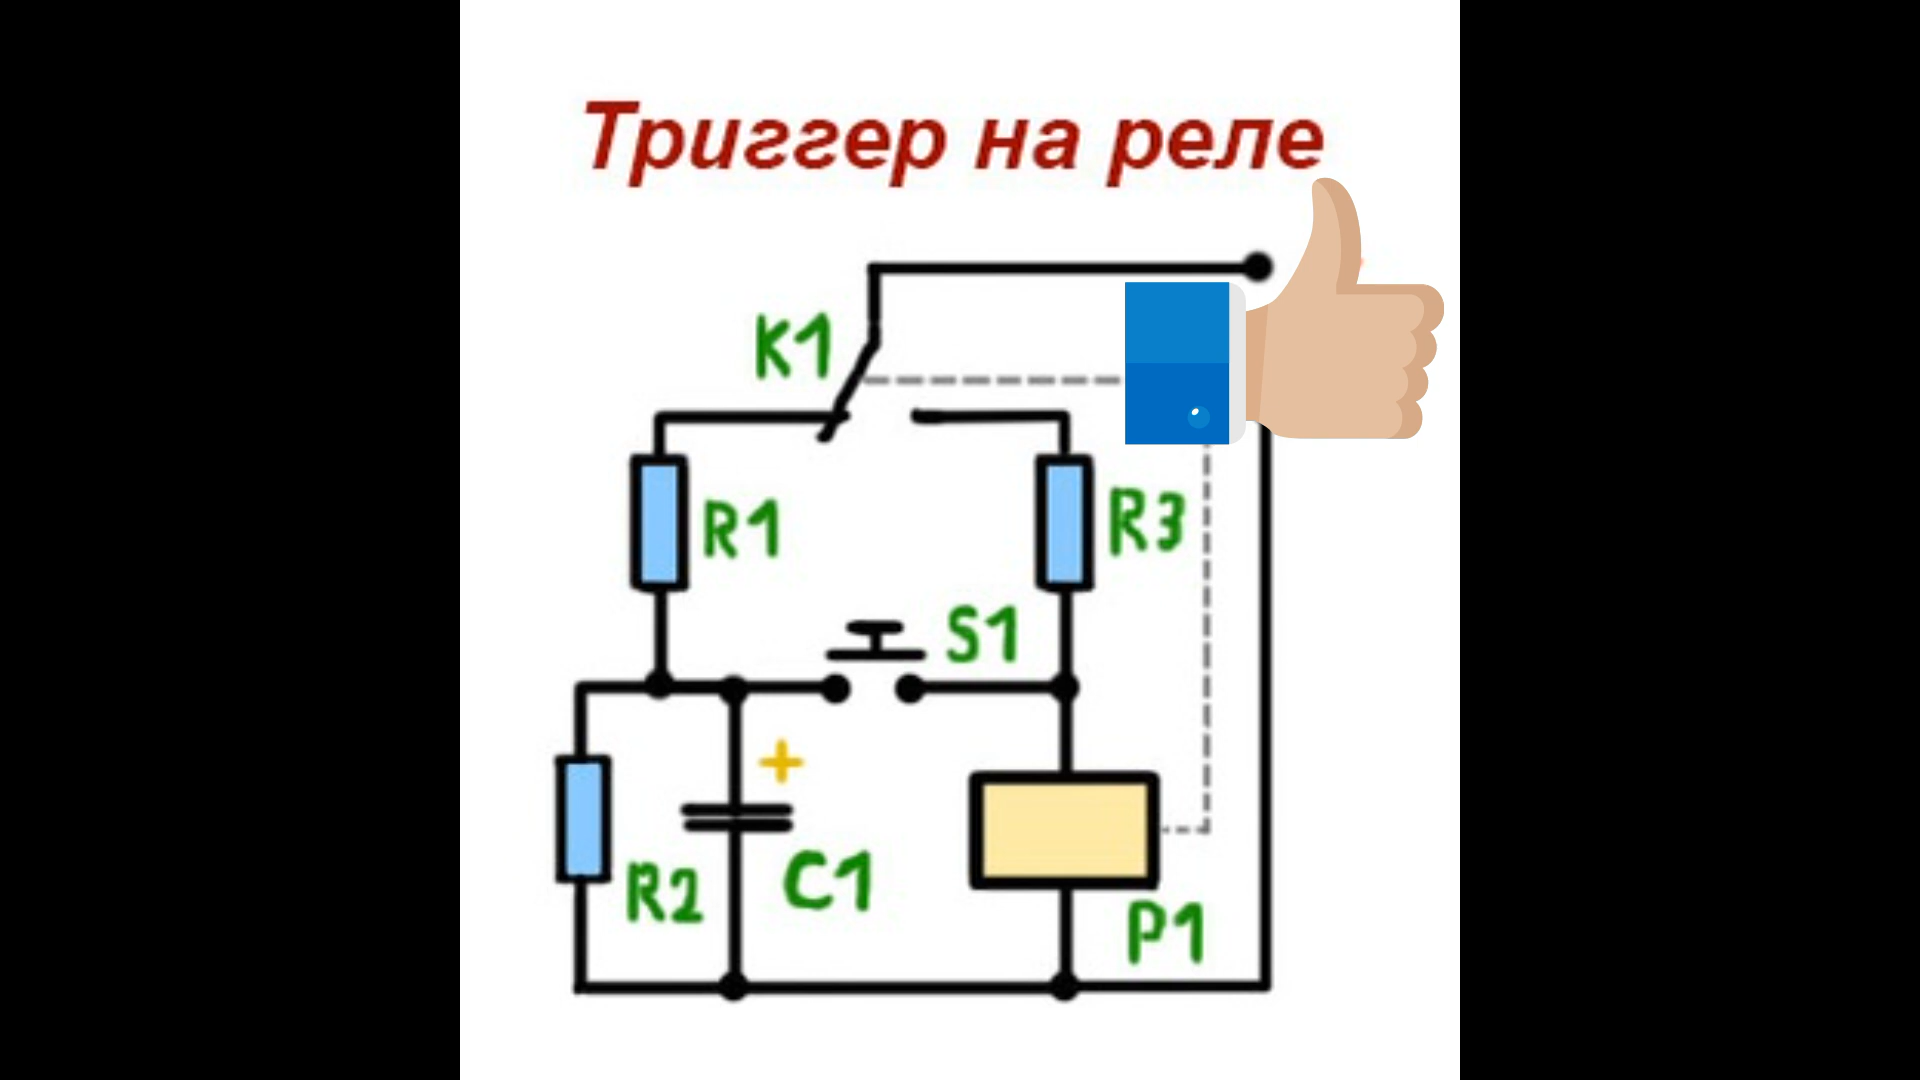 Триггер на реле
K1
R1
R3
S1
+
R2
C1
P1